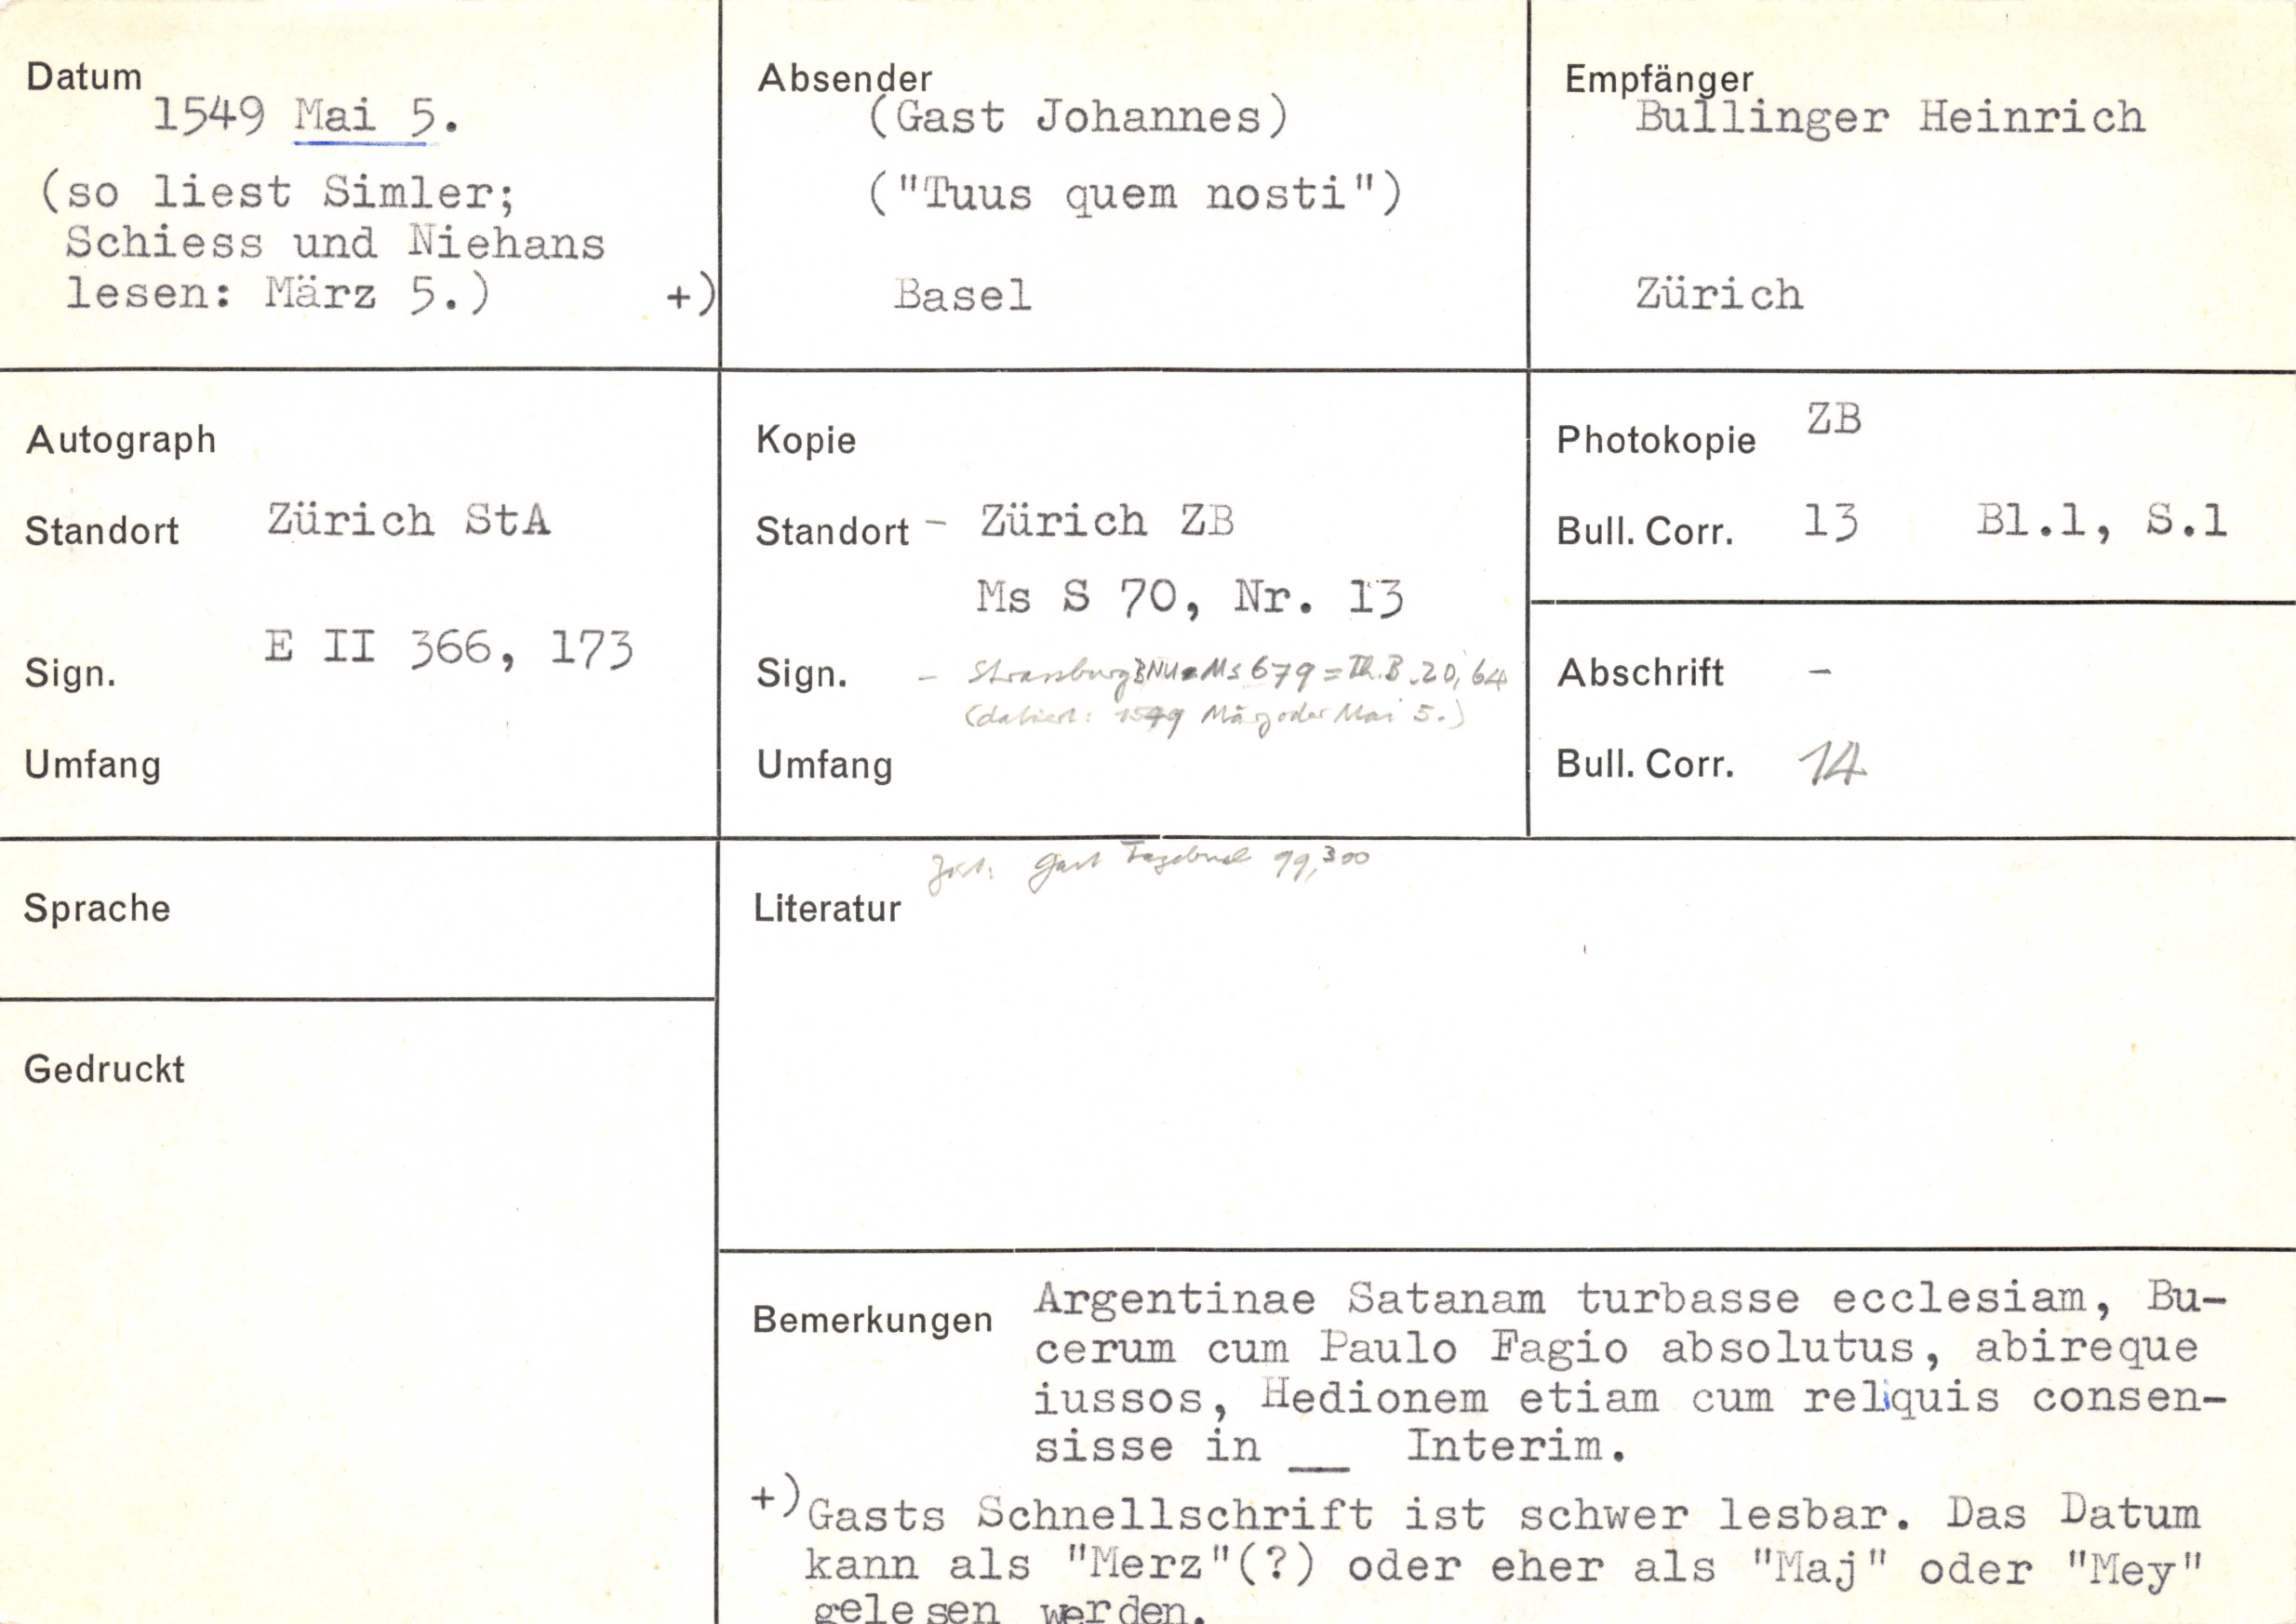 Datum
1549 Mai 5.
(so liest Simler;
Schiess und Niehans
lesen: März 5.) +)
Absender
(Gast Johannes)
("Tuus quem nosti")
Basel
Empfänger
Bullinger Heinrich
Zürich
Autograph
Standort Zürich StA
Sign. E II 366, 173
Umfang
Kopie
Standort - Zürich ZB
Ms S 70, Nr. 13
Sign. - Strassburg BNU Ms 679 = Th. B. 20, 64
(datiert: 1549 März oder Mai 5.)
Umfang
Photokopie ZB
Bull. Corr. 13 Bl.1, S.1
Abschrift -
Bull. Corr. 14
Sprache
Gedruckt
Gast Tagebuch 99,300
Literatur
Bemerkungen Argentinae Satanam turbasse ecclesiam, Bu-
cerum cum Paulo Fagio absolutus, abireque
iussos, Hedionem etiam cum reliquis consen-
sisse in __ Interim.
+) Gasts Schnellschrift ist schwer lesbar. Das Datum
kann als "Merz"(?) oder eher als "Maj" oder "Mey"
gelesen werden.